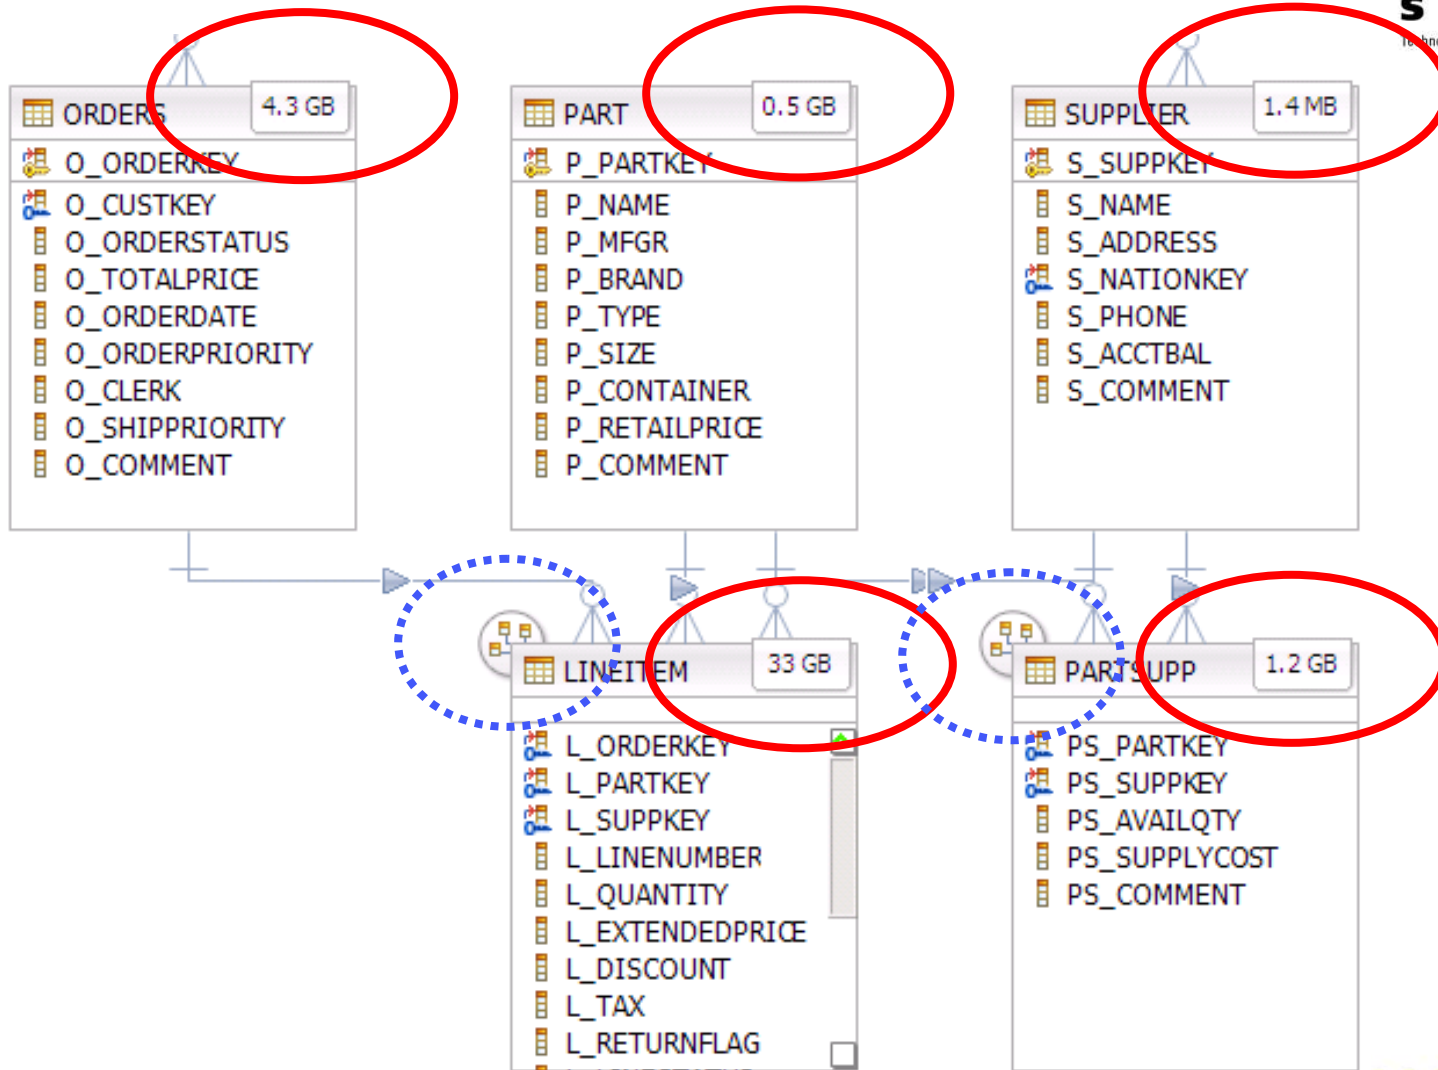 s
Techn
ORDERS
4.3 GB
O_ORDERKEY
O_CUSTKEY
O_ORDERSTATUS
O_TOTALPRICE
O_ORDERDATE
O_ORDERPRIORITY
O_CLERK
O_SHIPPRIORITY
O_COMMENT
PART
0.5 GB
P_PARTKEY
P_NAME
P_MFGR
P_BRAND
P_TYPE
P_SIZE
P_CONTAINER
P_RETAILPRICE
P_COMMENT
SUPPLIER
1.4 MB
S_SUPPKEY
S_NAME
S_ADDRESS
S_NATIONKEY
S_PHONE
S_ACCTBAL
S_COMMENT
LINEITEM
33 GB
L_ORDERKEY
L_PARTKEY
L_SUPPKEY
L_LINENUMBER
L_QUANTITY
L_EXTENDEDPRICE
L_DISCOUNT
L_TAX
L_RETURNFLAG
PARTSUPP
1.2 GB
PS_PARTKEY
PS_SUPPKEY
PS_AVAILQTY
PS_SUPPLYCOST
PS_COMMENT